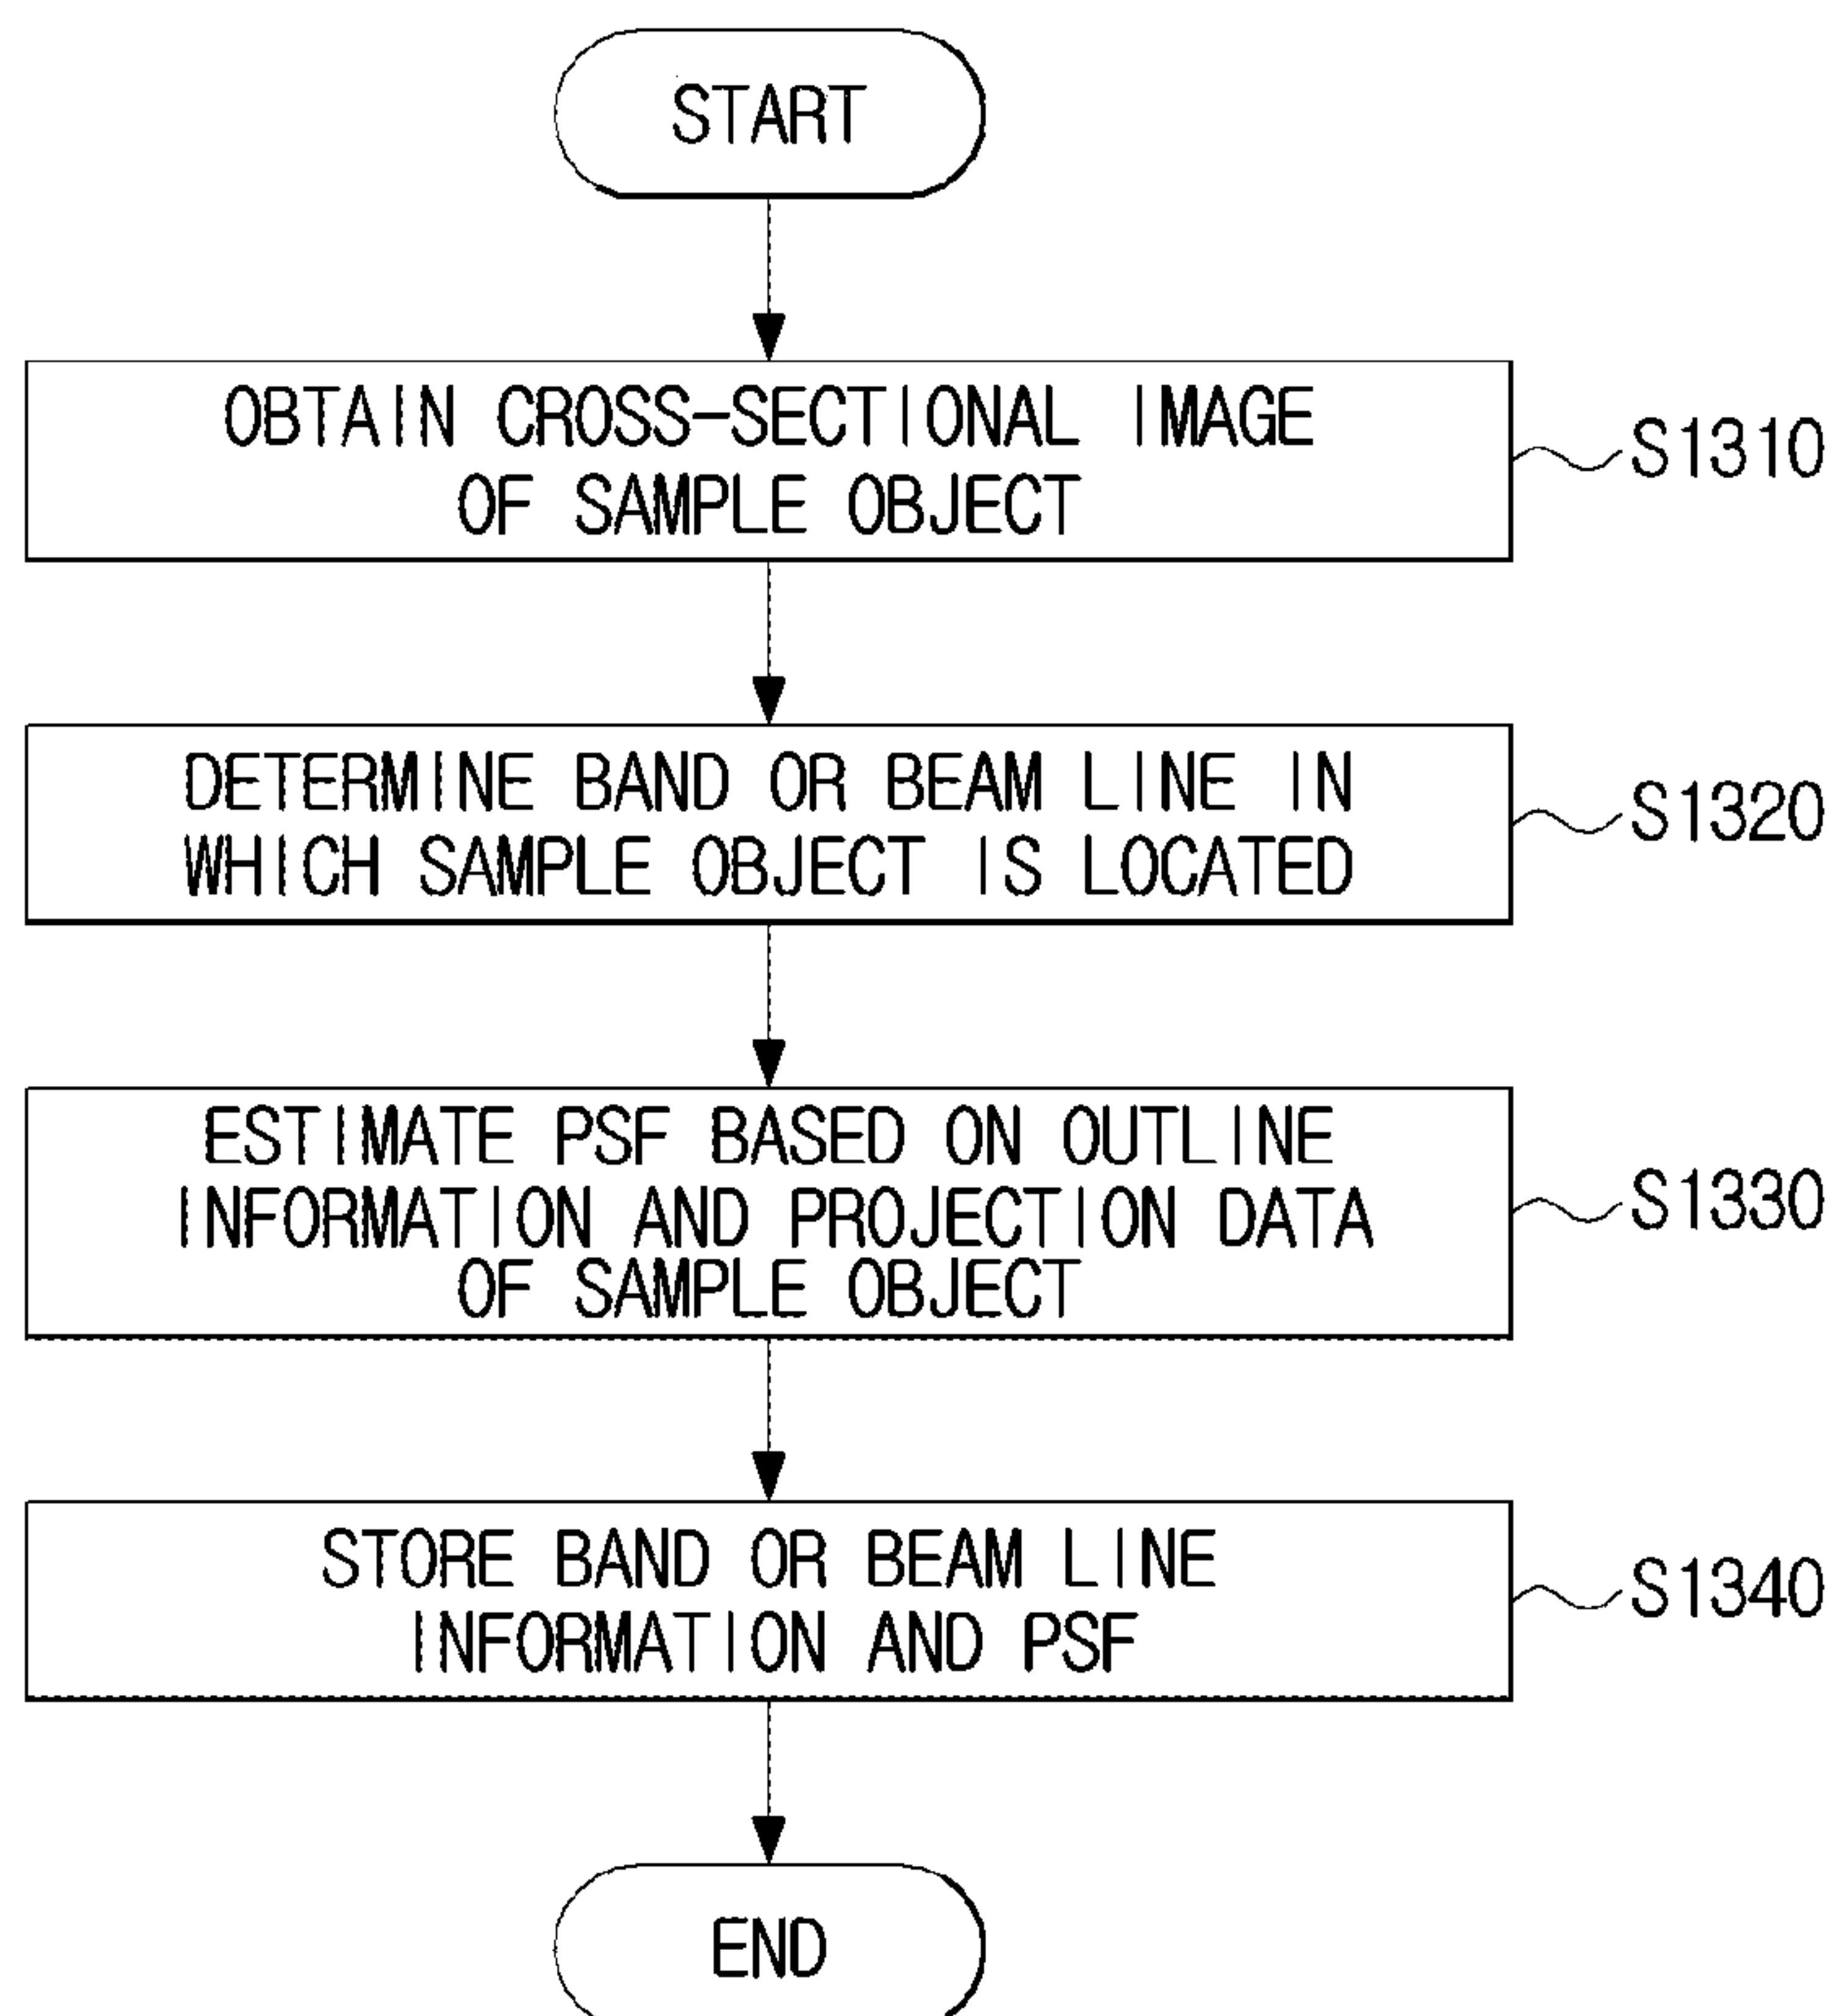 START
OBTAIN CROSS-SECTIONAL IMAGE
OF SAMPLE OBJECT
S1310
DETERMINE BAND OR BEAM LINE IN
WHICH SAMPLE OBJECT IS LOCATED
S1320
ESTIMATE PSF BASED ON OUTLINE
INFORMATION AND PROJECTION DATA
OF SAMPLE OBJECT
S1330
STORE BAND OR BEAM LINE
INFORMATION AND PSF
S1340
END